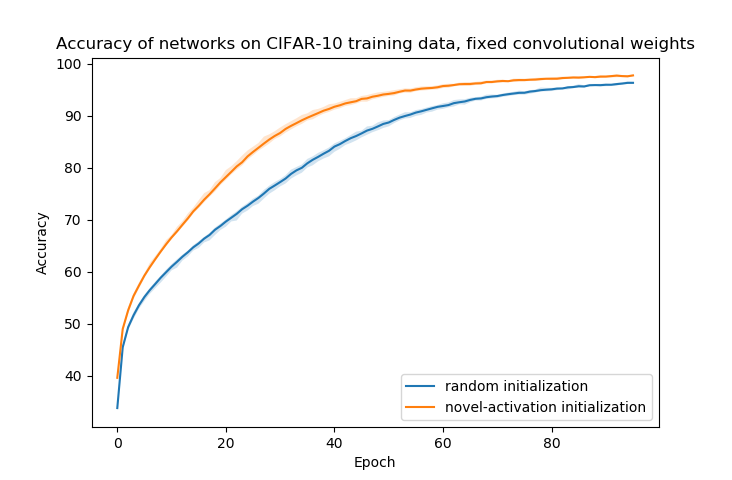 Accuracy of networks on CIFAR-10 training data, fixed convolutional weights
100
90
80
70
60
50
40
Accuracy
random initialization
novel-activation initialization
0 20 40 60 80
Epoch